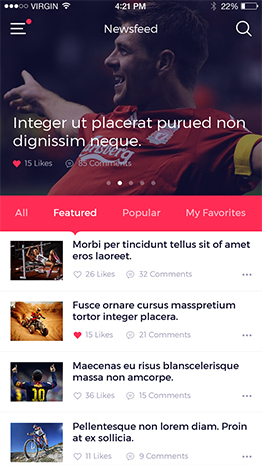 VIRGIN 4:21 PM 22%
Newsfeed
Integer ut placerat purued non
dignissim neque.
15 Likes 85 Comments
All Featured Popular My Favorites
Morbi per tincidunt tellus sit of amet
eros laoreet.
26 Likes 32 Comments
Fusce ornare cursus masspretium
tortor integer placera.
15 Likes 21 Comments
Maecenas eu risus blanscelerisque
massa non amcorpe.
36 Likes 15 Comments
10
Pellentesque non lorem diam. Proin
at ex sollicia.
11 Likes 9 Comments